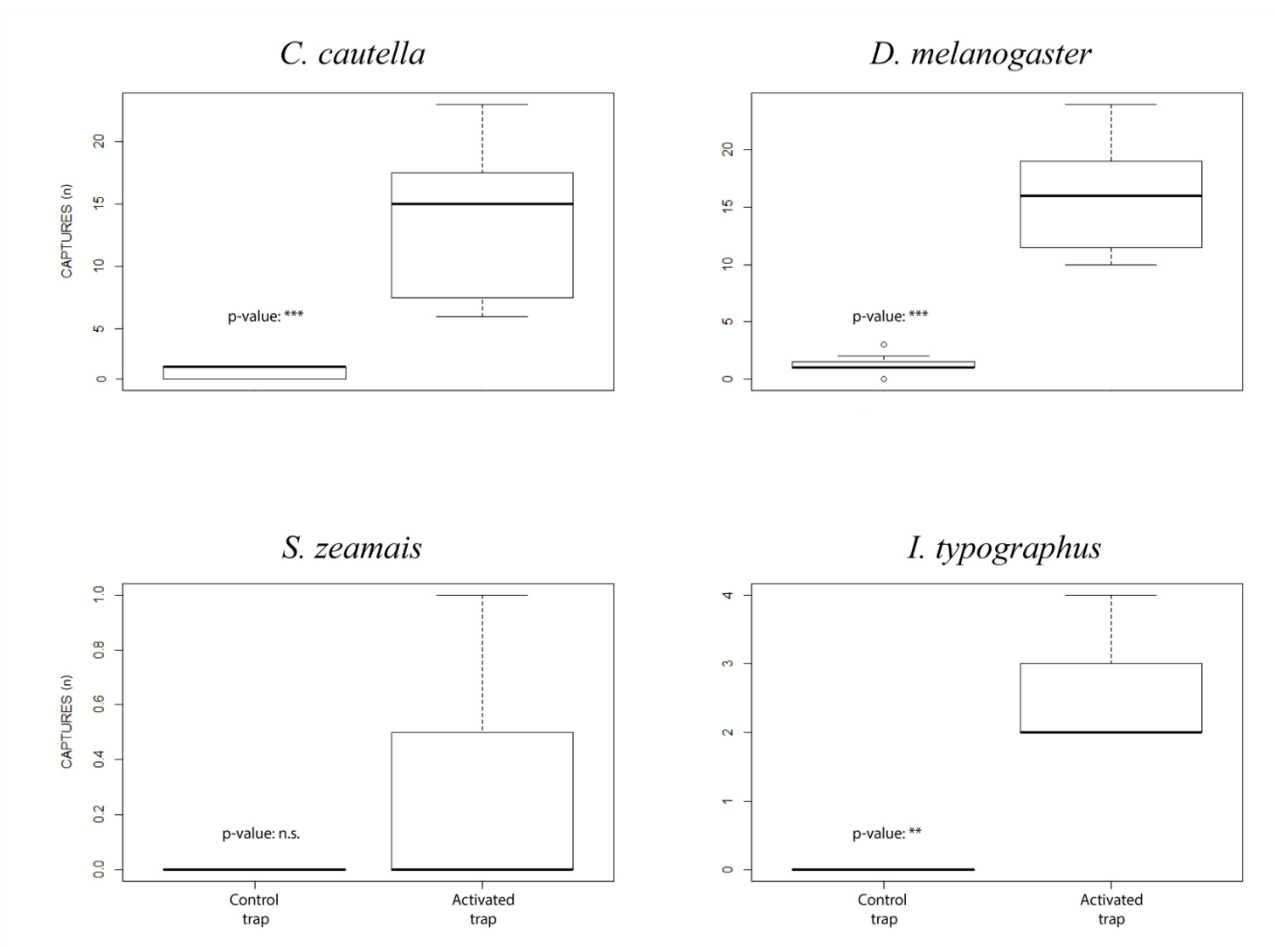 C. cautella
D. melanogaster
CAPTURES (n)
20
15
10
5
0
p-value: ***
20
15
10
5
0
p-value: ***
S. zeamais
I. typographus
CAPTURES (n)
1.0
0.8
0.6
0.4
0.2
0.0
p-value: n.s.
Control
trap
Activated
trap
4
3
2
1
0
p-value: **
Control
trap
Activated
trap